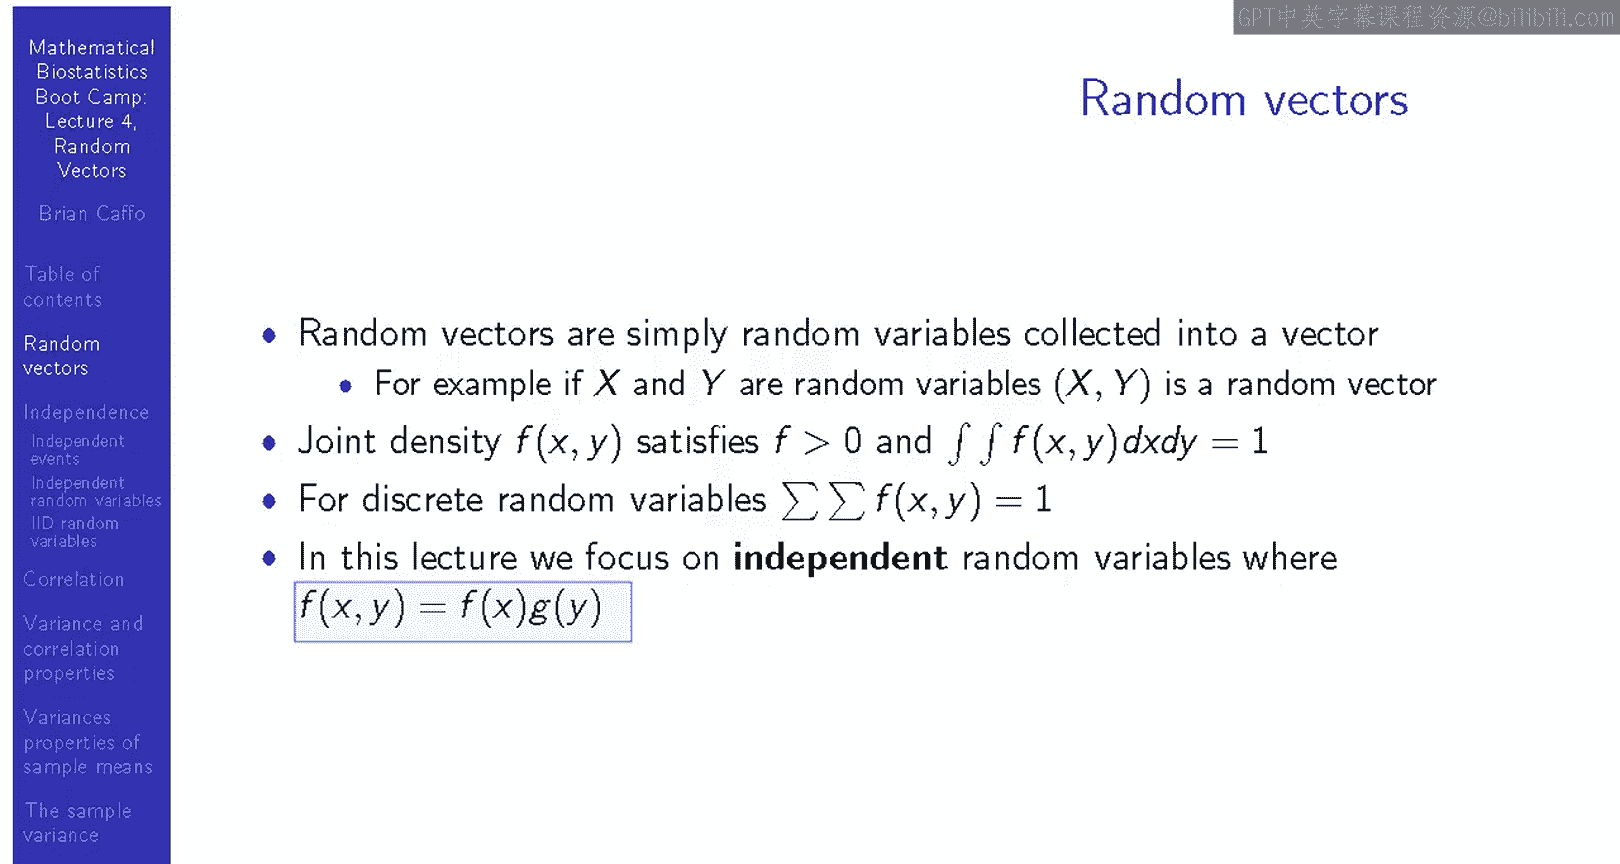 GPT中英字幕课程资源@bilibili.com
Mathematical
Biostatistics
Boot Camp:
Lecture 4,
Random
Vectors
Brian Caffo
Table of
contents
Random
vectors
Independence
Independent
events
Independent
random variables
IID random
variables
Correlation
Variance and
correlation
properties
Variances
properties of
sample means
The sample
variance
Random vectors
• Random vectors are simply random variables collected into a vector
• For example if X and Y are random variables (X, Y) is a random vector
• Joint density f(x, y) satisfies f > 0 and ∫∫ f(x, y)dxdy = 1
• For discrete random variables ∑∑ f(x, y) = 1
• In this lecture we focus on independent random variables where
f(x, y) = f(x)g(y)